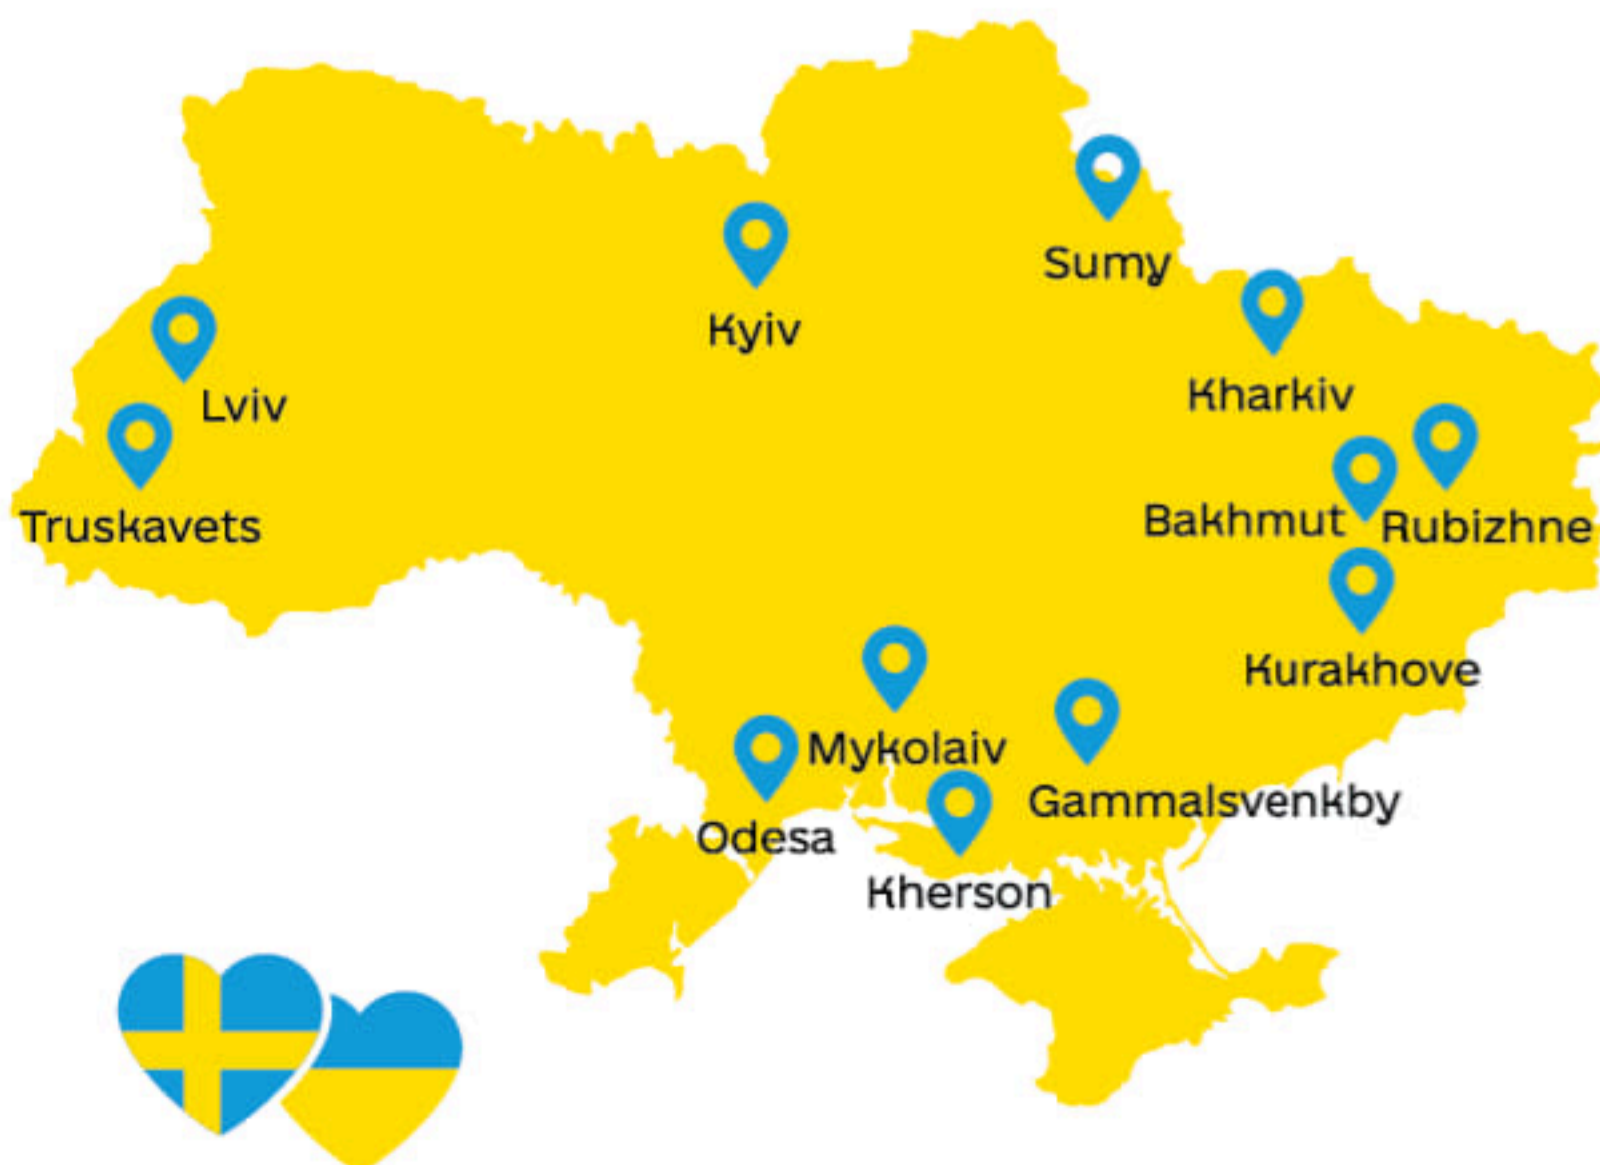 Sumy
Kyiv
Kharkiv
Lviv
Bakhmut
Rubizhne
Truskavets
Kurakhove
Mykolaiv
Gammalsvenkby
Odesa
Kherson